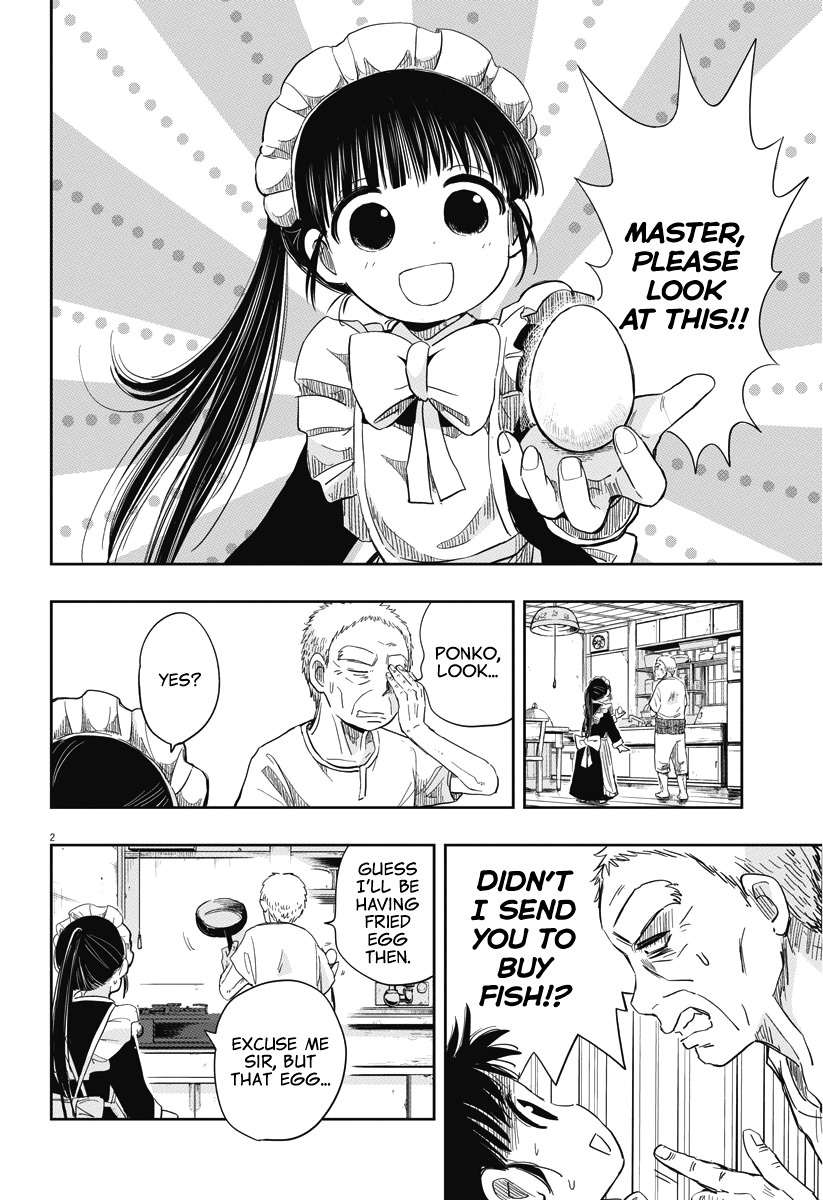 MASTER,
PLEASE
LOOK
AT THIS!!
PONKO,
LOOK...
YES?
DIDN'T
I SEND
YOU TO
BUY
FISH!?
GUESS
I'LL BE
HAVING
FRIED
EGG
THEN.
EXCUSE ME
SIR, BUT
THAT EGG...
2